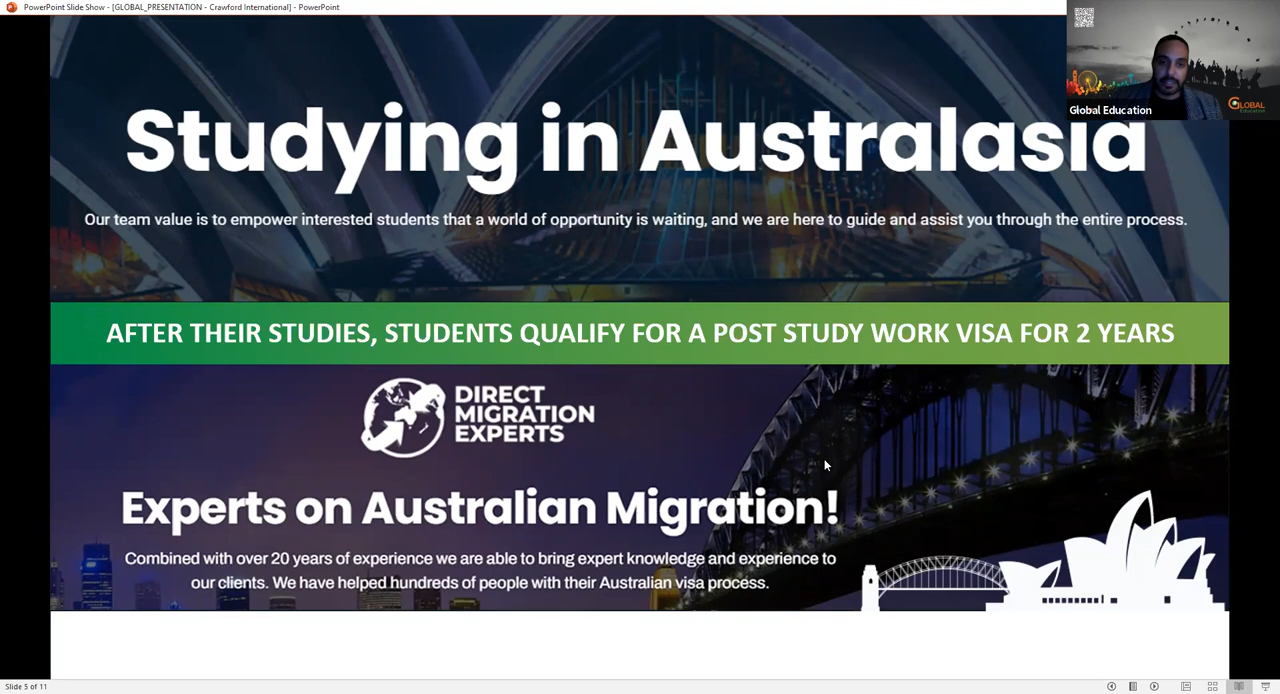 PowerPoint Slide Show - [GLOBAL_PRESENTATION - Crawford International] - PowerPoint
Global Education
GLOBAL
Education
Studying in Australasia
Our team value is to empower interested students that a world of opportunity is waiting, and we are here to guide and assist you through the entire process.
AFTER THEIR STUDIES, STUDENTS QUALIFY FOR A POST STUDY WORK VISA FOR 2 YEARS
DIRECT
MIGRATION
EXPERTS
Experts on Australian Migration!
Combined with over 20 years of experience we are able to bring expert knowledge and experience to
our clients. We have helped hundreds of people with their Australian visa process.
Slide 5 of 11